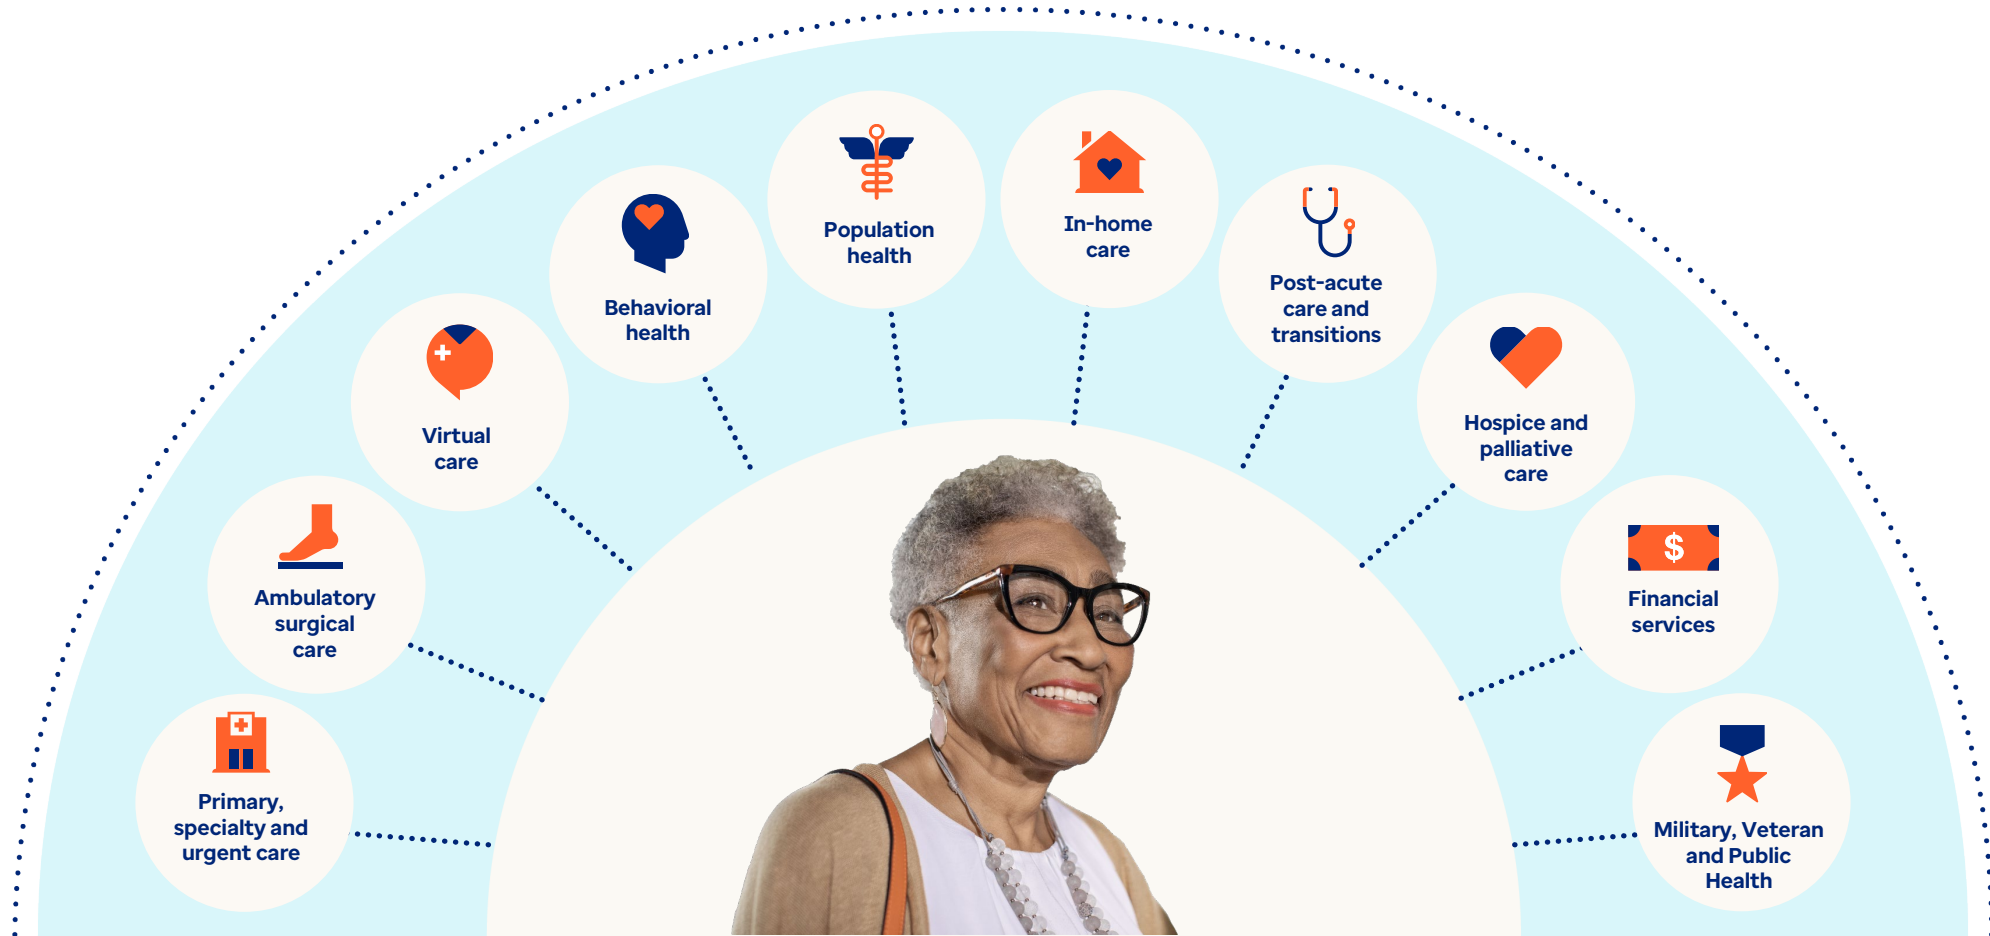 Primary,
specialty and
urgent care
Ambulatory
surgical
care
Virtual
care
Behavioral
health
Population
health
In-home
care
Post-acute
care and
transitions
Hospice and
palliative
care
$
Financial
services
Military, Veteran
and Public
Health